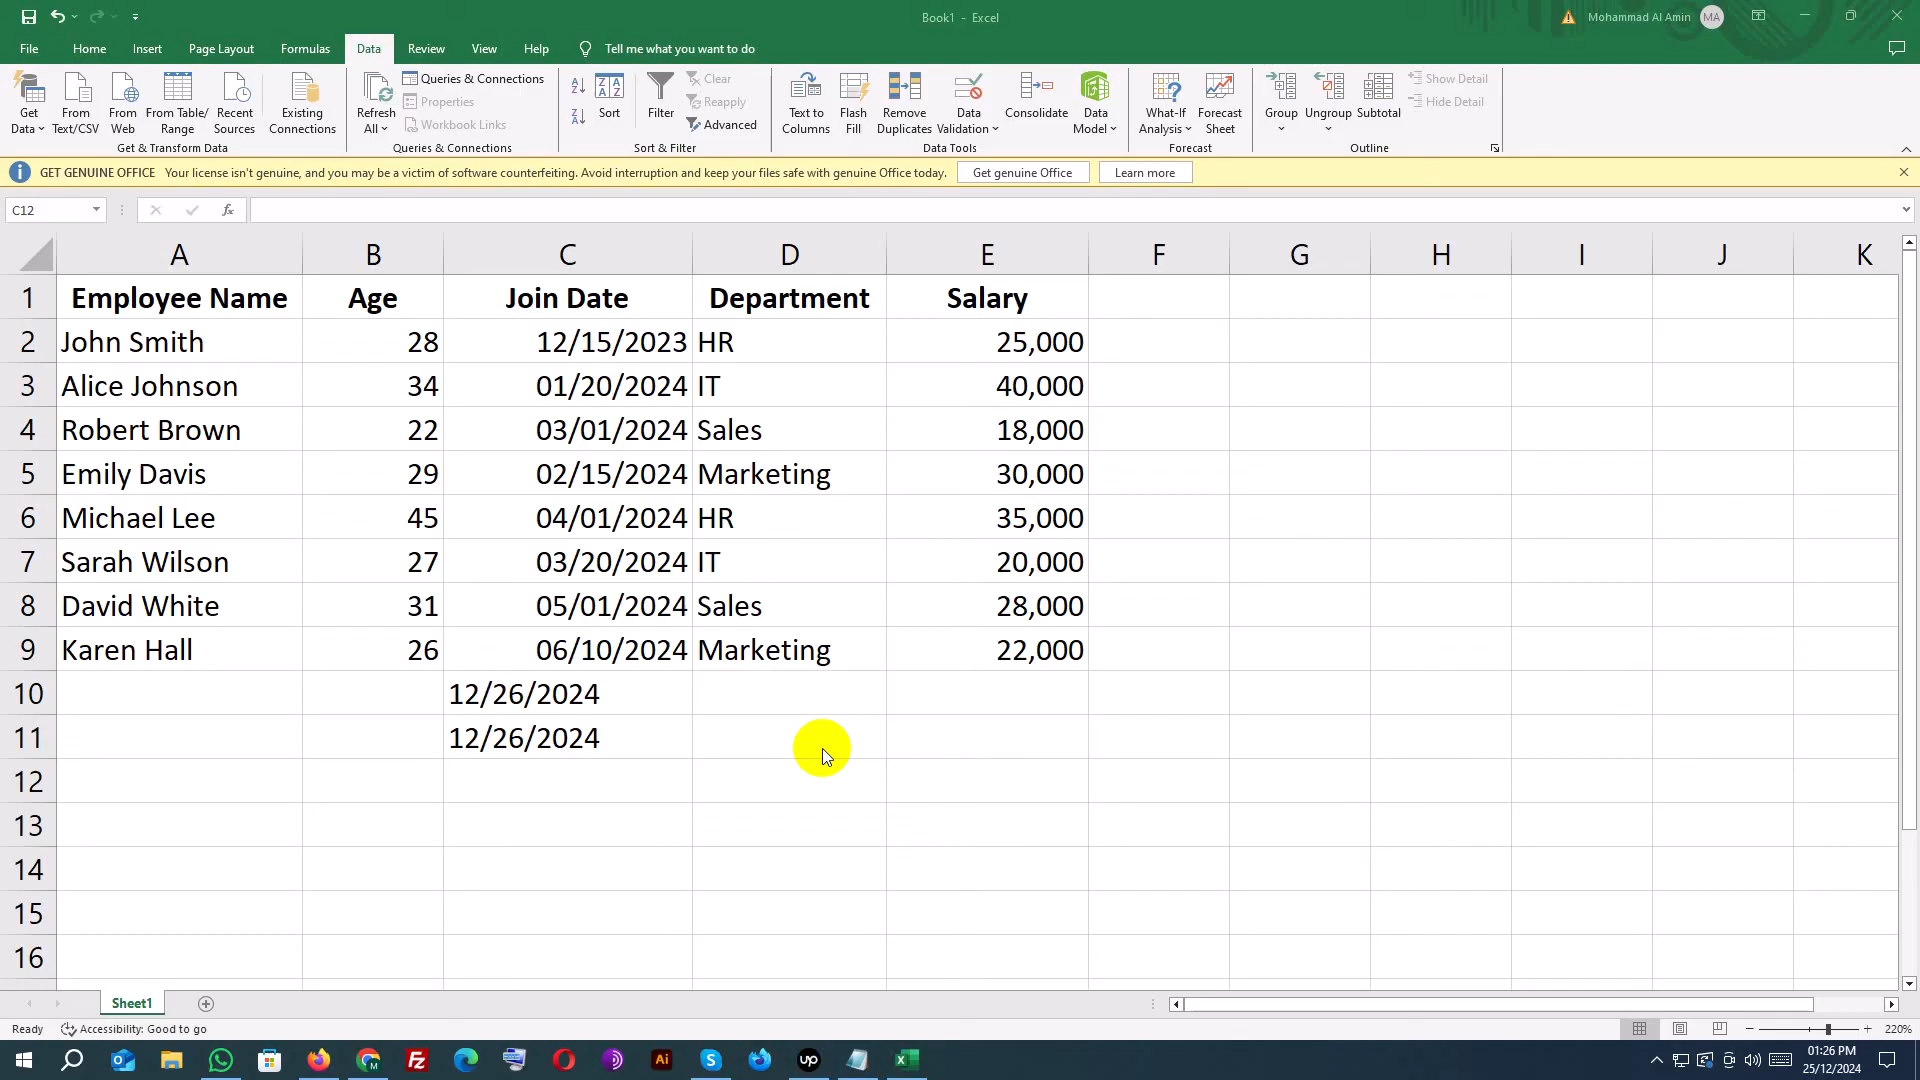 Book1 - Excel
Mohammad Al Amin MA
File Home Insert Page Layout Formulas Data Review View Help Tell me what you want to do
Get Data
From Text/CSV
From Web
From Table/ Range
Recent Sources
Existing Connections
Get & Transform Data
Refresh All
Queries & Connections
Properties
Workbook Links
Queries & Connections
Sort
Filter
Clear
Reapply
Advanced
Sort & Filter
Text to Columns
Flash Fill
Remove Duplicates
Data Validation
Consolidate
Data Model
Data Tools
What-If Analysis
Forecast Sheet
Forecast
Group
Ungroup
Subtotal
Show Detail
Hide Detail
Outline
GET GENUINE OFFICE Your license isn't genuine, and you may be a victim of software counterfeiting. Avoid interruption and keep your files safe with genuine Office today. Get genuine Office Learn more
C12 fx
A B C D E F G H I J K
1 Employee Name Age Join Date Department Salary
2 John Smith 28 12/15/2023 HR 25,000
3 Alice Johnson 34 01/20/2024 IT 40,000
4 Robert Brown 22 03/01/2024 Sales 18,000
5 Emily Davis 29 02/15/2024 Marketing 30,000
6 Michael Lee 45 04/01/2024 HR 35,000
7 Sarah Wilson 27 03/20/2024 IT 20,000
8 David White 31 05/01/2024 Sales 28,000
9 Karen Hall 26 06/10/2024 Marketing 22,000
10 12/26/2024
11 12/26/2024
12
13
14
15
16
Sheet1
Ready Accessibility: Good to go 220%
Fz Ai S up X
01:26 PM
25/12/2024